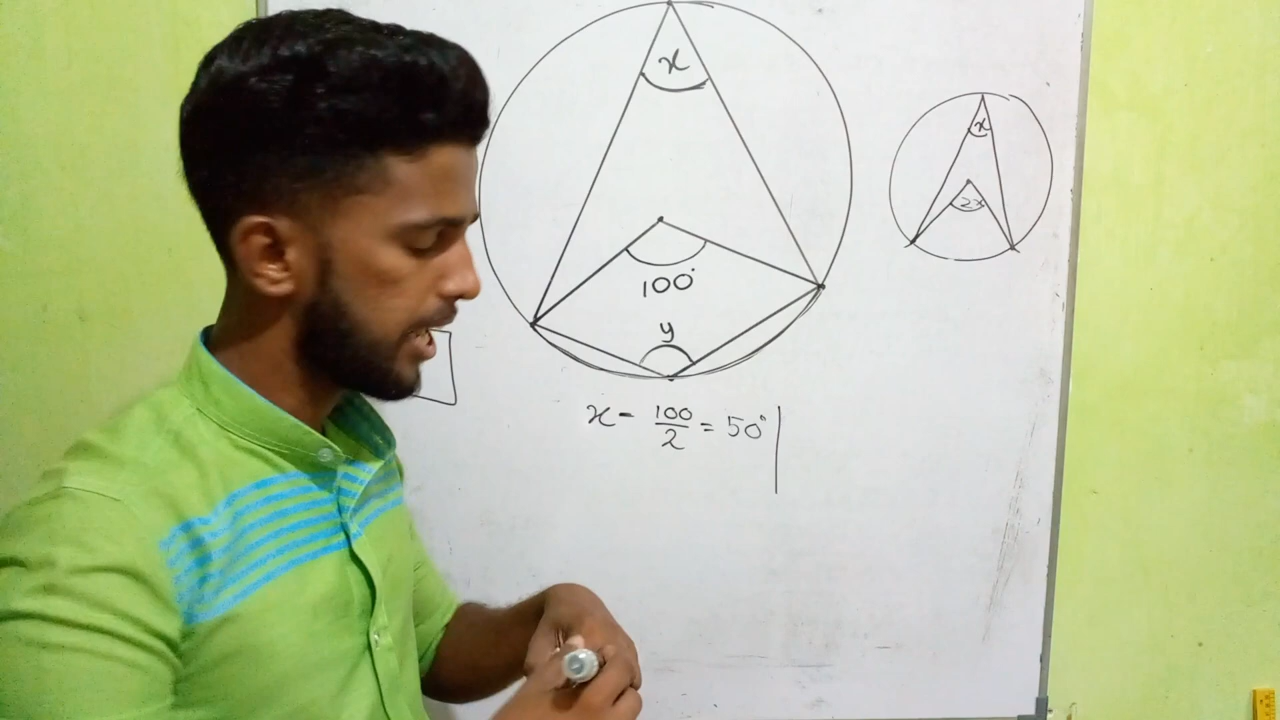 x
x
2x
100°
y
x - 100/2 = 50°